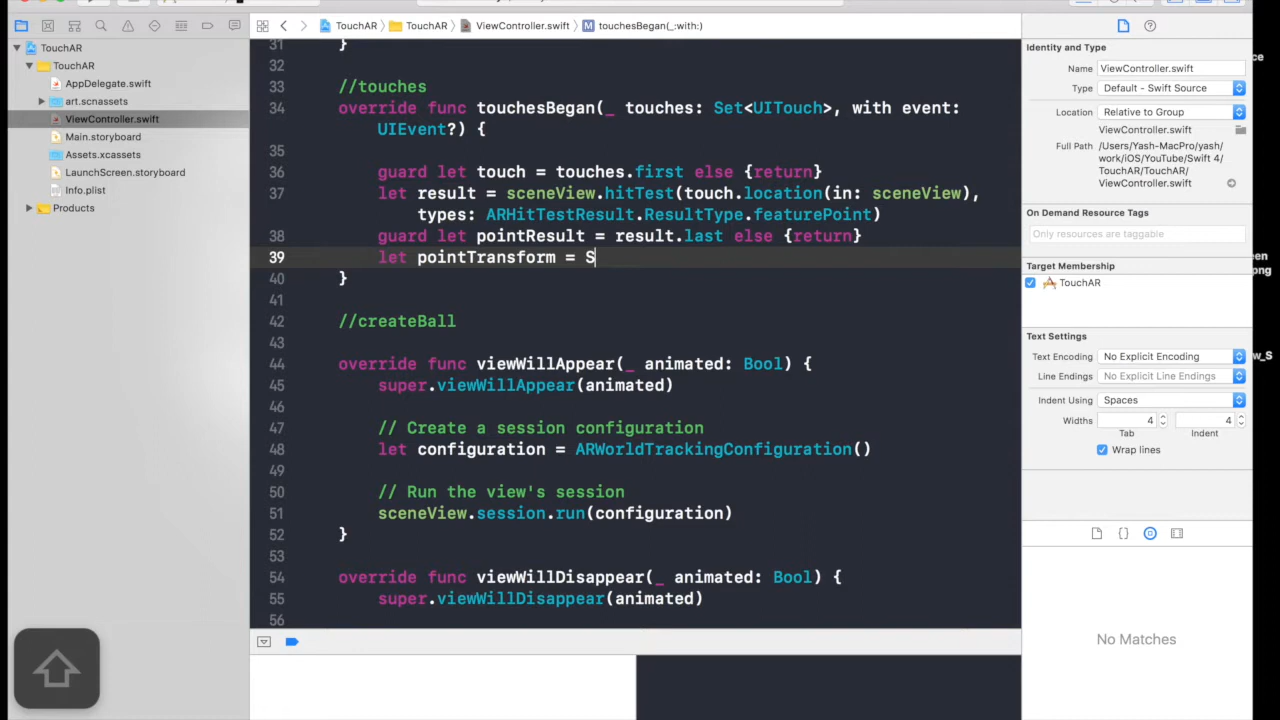 TouchAR
TouchAR
ViewController.swift
touchesBegan(_:with:)
TouchAR
TouchAR
AppDelegate.swift
art.scnassets
ViewController.swift
Main.storyboard
Assets.xcassets
LaunchScreen.storyboard
Info.plist
Products
31 }
32
33 //touches
34 override func touchesBegan(_ touches: Set<UITouch>, with event:
UIEvent?) {
35
36 guard let touch = touches.first else {return}
37 let result = sceneView.hitTest(touch.location(in: sceneView),
types: ARHitTestResult.ResultType.featurePoint)
38 guard let pointResult = result.last else {return}
39 let pointTransform = S
40 }
41
42 //createBall
43
44 override func viewWillAppear(_ animated: Bool) {
45 super.viewWillAppear(animated)
46
47 // Create a session configuration
48 let configuration = ARWorldTrackingConfiguration()
49
50 // Run the view's session
51 sceneView.session.run(configuration)
52 }
53
54 override func viewWillDisappear(_ animated: Bool) {
55 super.viewWillDisappear(animated)
56
Identity and Type
Name ViewController.swift
Type Default - Swift Source
Location Relative to Group
ViewController.swift
Full Path /Users/Yash-MacPro/yash/
work/iOS/YouTube/Swift 4/
TouchAR/TouchAR/
ViewController.swift
On Demand Resource Tags
Only resources are taggable
Target Membership
TouchAR
Text Settings
Text Encoding No Explicit Encoding
Line Endings No Explicit Line Endings
Indent Using Spaces
Widths 4 4
Tab Indent
Wrap lines
No Matches